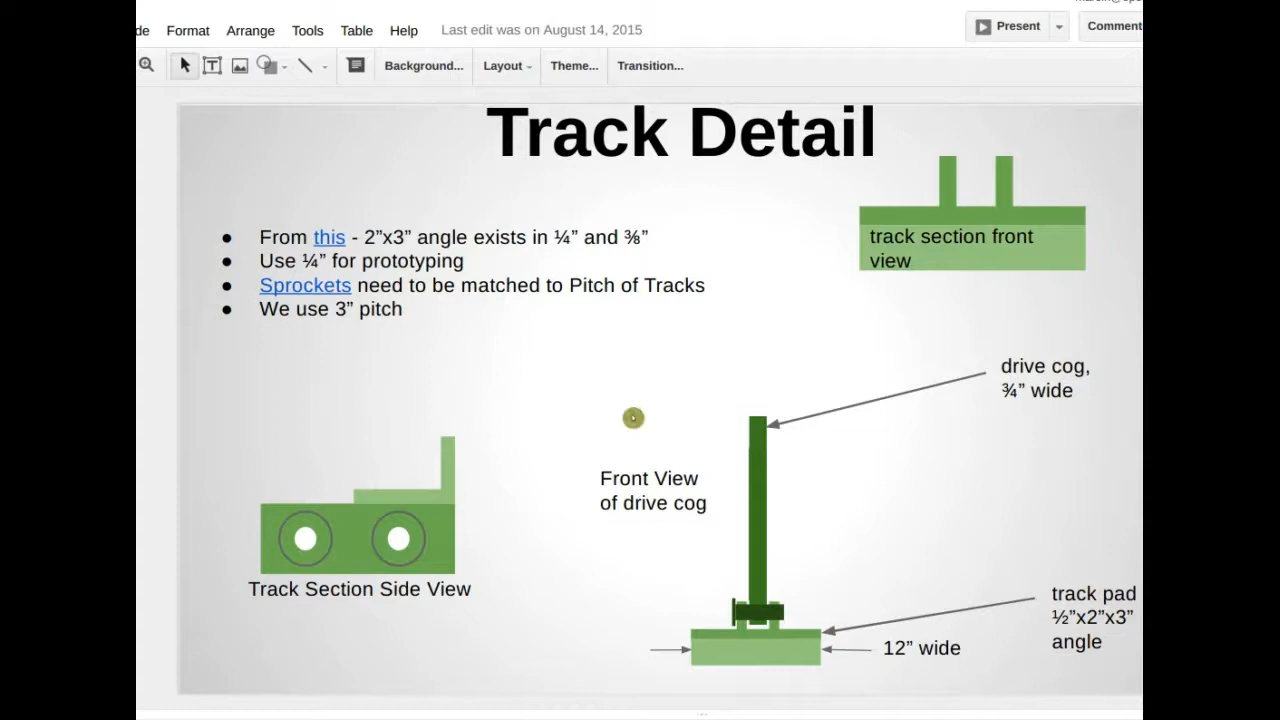 de Format Arrange Tools Table Help Last edit was on August 14, 2015 Present Comment
Background... Layout Theme... Transition...
Track Detail
track section front
view
● From this - 2”x3” angle exists in ¼” and ⅜”
● Use ¼” for prototyping
● Sprockets need to be matched to Pitch of Tracks
● We use 3” pitch
drive cog,
¾” wide
Front View
of drive cog
Track Section Side View
track pad
½”x2”x3”
angle
12” wide